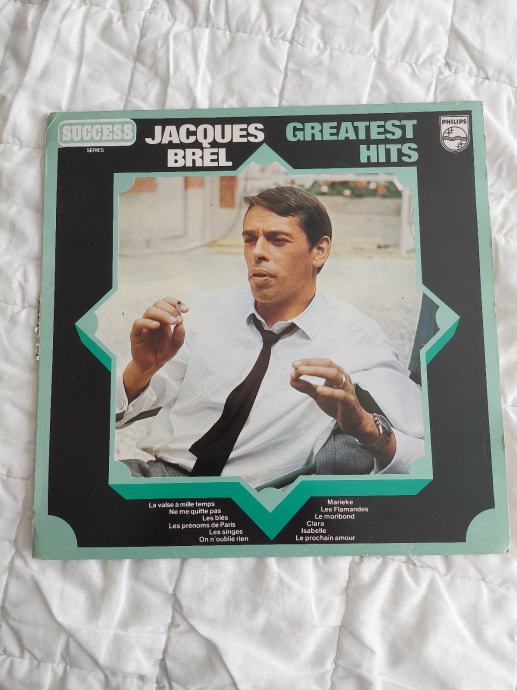 SUCCESS
SERIES
JACQUES
BREL
GREATEST
HITS
PHILIPS
La valse à mille temps
Ne me quitte pas
Les blés
Les prénoms de Paris
Les singes
On n'oublie rien
Marieke
Les Flamandes
Le moribond
Clara
Isabelle
Le prochain amour